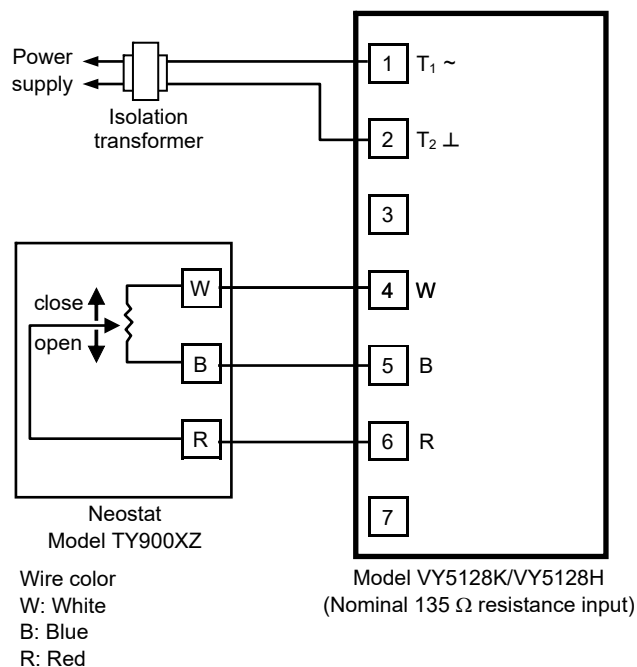 Power
supply
Isolation
transformer
1 T₁ ~
2 T₂ ⊥
3
4 W
5 B
6 R
7
close
open
W
B
R
Neostat
Model TY900XZ
Wire color
W: White
B: Blue
R: Red
Model VY5128K/VY5128H
(Nominal 135 Ω resistance input)